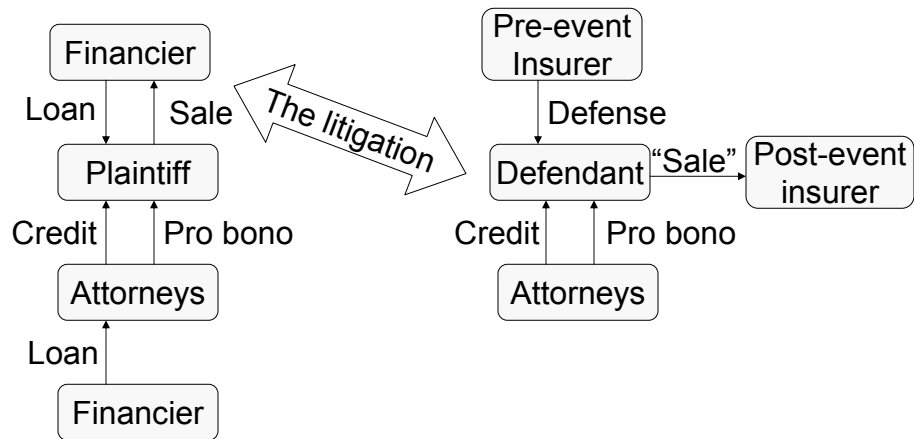 Financier
Loan
Sale
Plaintiff
Credit
Pro bono
Attorneys
Loan
Financier
The litigation
Pre-event
Insurer
Defense
Defendant
“Sale”
Post-event
insurer
Credit
Pro bono
Attorneys